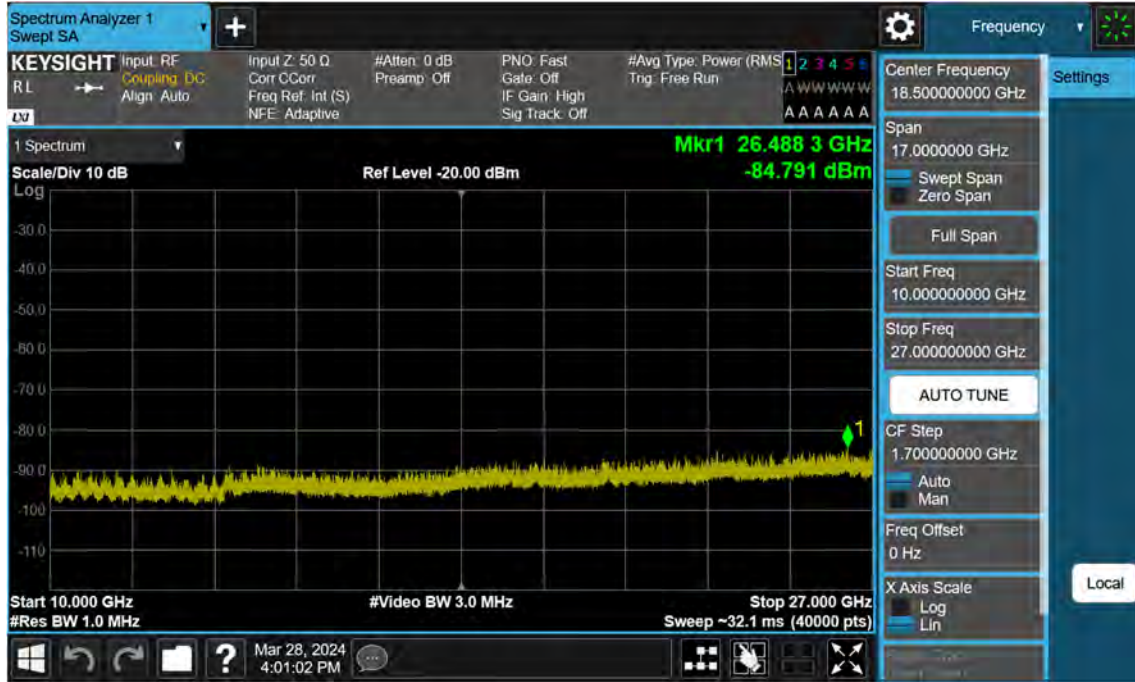 Spectrum Analyzer 1
Swept SA
Frequency
KEYSIGHT
RL
LXI
Input: RF
Coupling: DC
Align: Auto
Input Z: 50 Ω
Corr CCorr
Freq Ref: Int (S)
NFE: Adaptive
#Atten: 0 dB
Preamp: Off
PNO: Fast
Gate: Off
IF Gain: High
Sig Track: Off
#Avg Type: Power (RMS
Trig: Free Run
1 2 3 4 5 6
A W W W W W
A A A A A A
1 Spectrum
Scale/Div 10 dB
Log
Ref Level -20.00 dBm
Mkr1 26.488 3 GHz
-84.791 dBm
-30.0
-40.0
-50.0
-60.0
-70.0
-80.0
-90.0
-100
-110
1
Start 10.000 GHz
#Res BW 1.0 MHz
#Video BW 3.0 MHz
Stop 27.000 GHz
Sweep ~32.1 ms (40000 pts)
Center Frequency
18.500000000 GHz
Span
17.0000000 GHz
Swept Span
Zero Span
Full Span
Start Freq
10.000000000 GHz
Stop Freq
27.000000000 GHz
AUTO TUNE
CF Step
1.700000000 GHz
Auto
Man
Freq Offset
0 Hz
X Axis Scale
Log
Lin
Settings
Local
?
Mar 28, 2024
4:01:02 PM